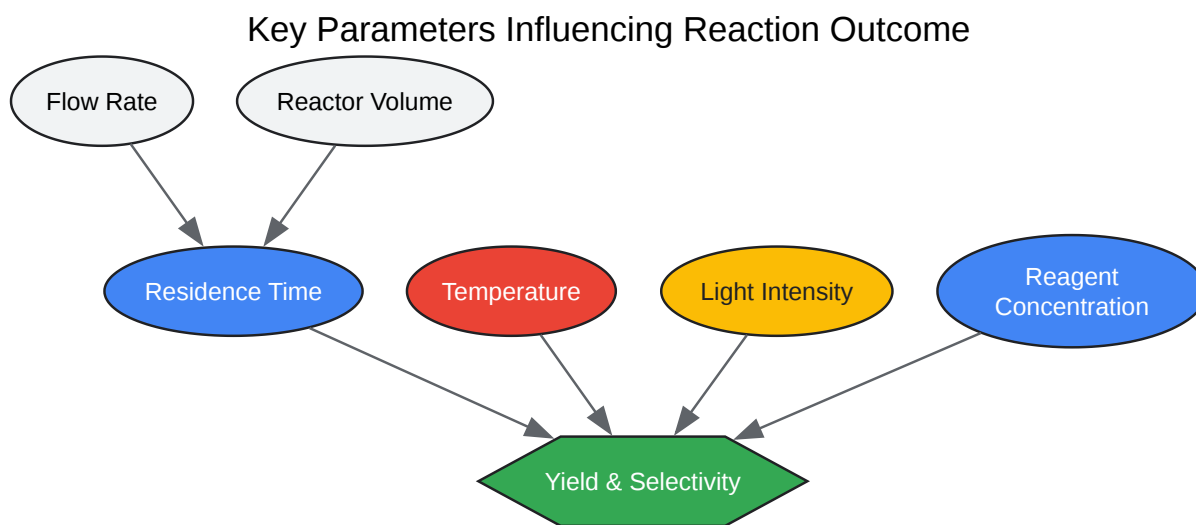 Key Parameters Influencing Reaction Outcome
Flow Rate
Reactor Volume
Residence Time
Temperature
Light Intensity
Reagent
Concentration
Yield & Selectivity